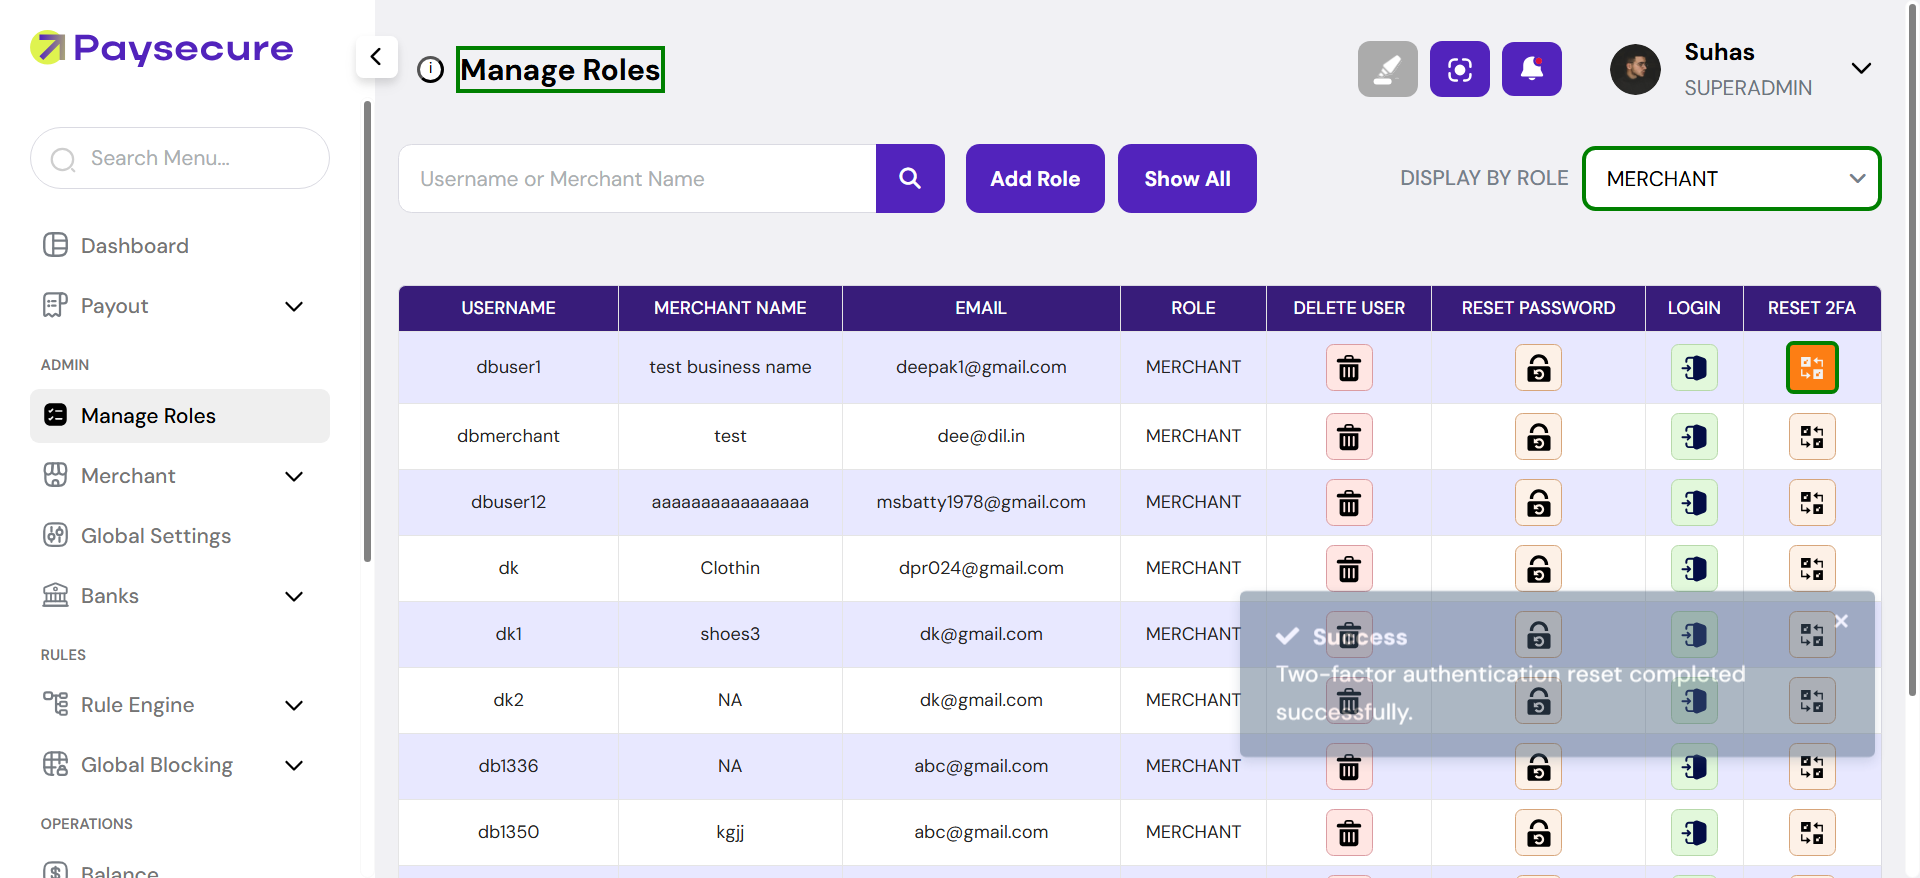 Paysecure
Manage Roles
Suhas
SUPERADMIN
Search Menu...
Username or Merchant Name
Add Role
Show All
DISPLAY BY ROLE
MERCHANT
Dashboard
Payout
ADMIN
Manage Roles
Merchant
Global Settings
Banks
RULES
Rule Engine
Global Blocking
OPERATIONS
Balance
USERNAME MERCHANT NAME EMAIL ROLE DELETE USER RESET PASSWORD LOGIN RESET 2FA
dbuser1 test business name deepak1@gmail.com MERCHANT
dbmerchant test dee@dil.in MERCHANT
dbuser12 aaaaaaaaaaaaaaaa msbatty1978@gmail.com MERCHANT
dk Clothin dpr024@gmail.com MERCHANT
dk1 shoes3 dk@gmail.com MERCHANT
dk2 NA dk@gmail.com MERCHANT
db1336 NA abc@gmail.com MERCHANT
db1350 kgjj abc@gmail.com MERCHANT
Success
Two-factor authentication reset completed
successfully.